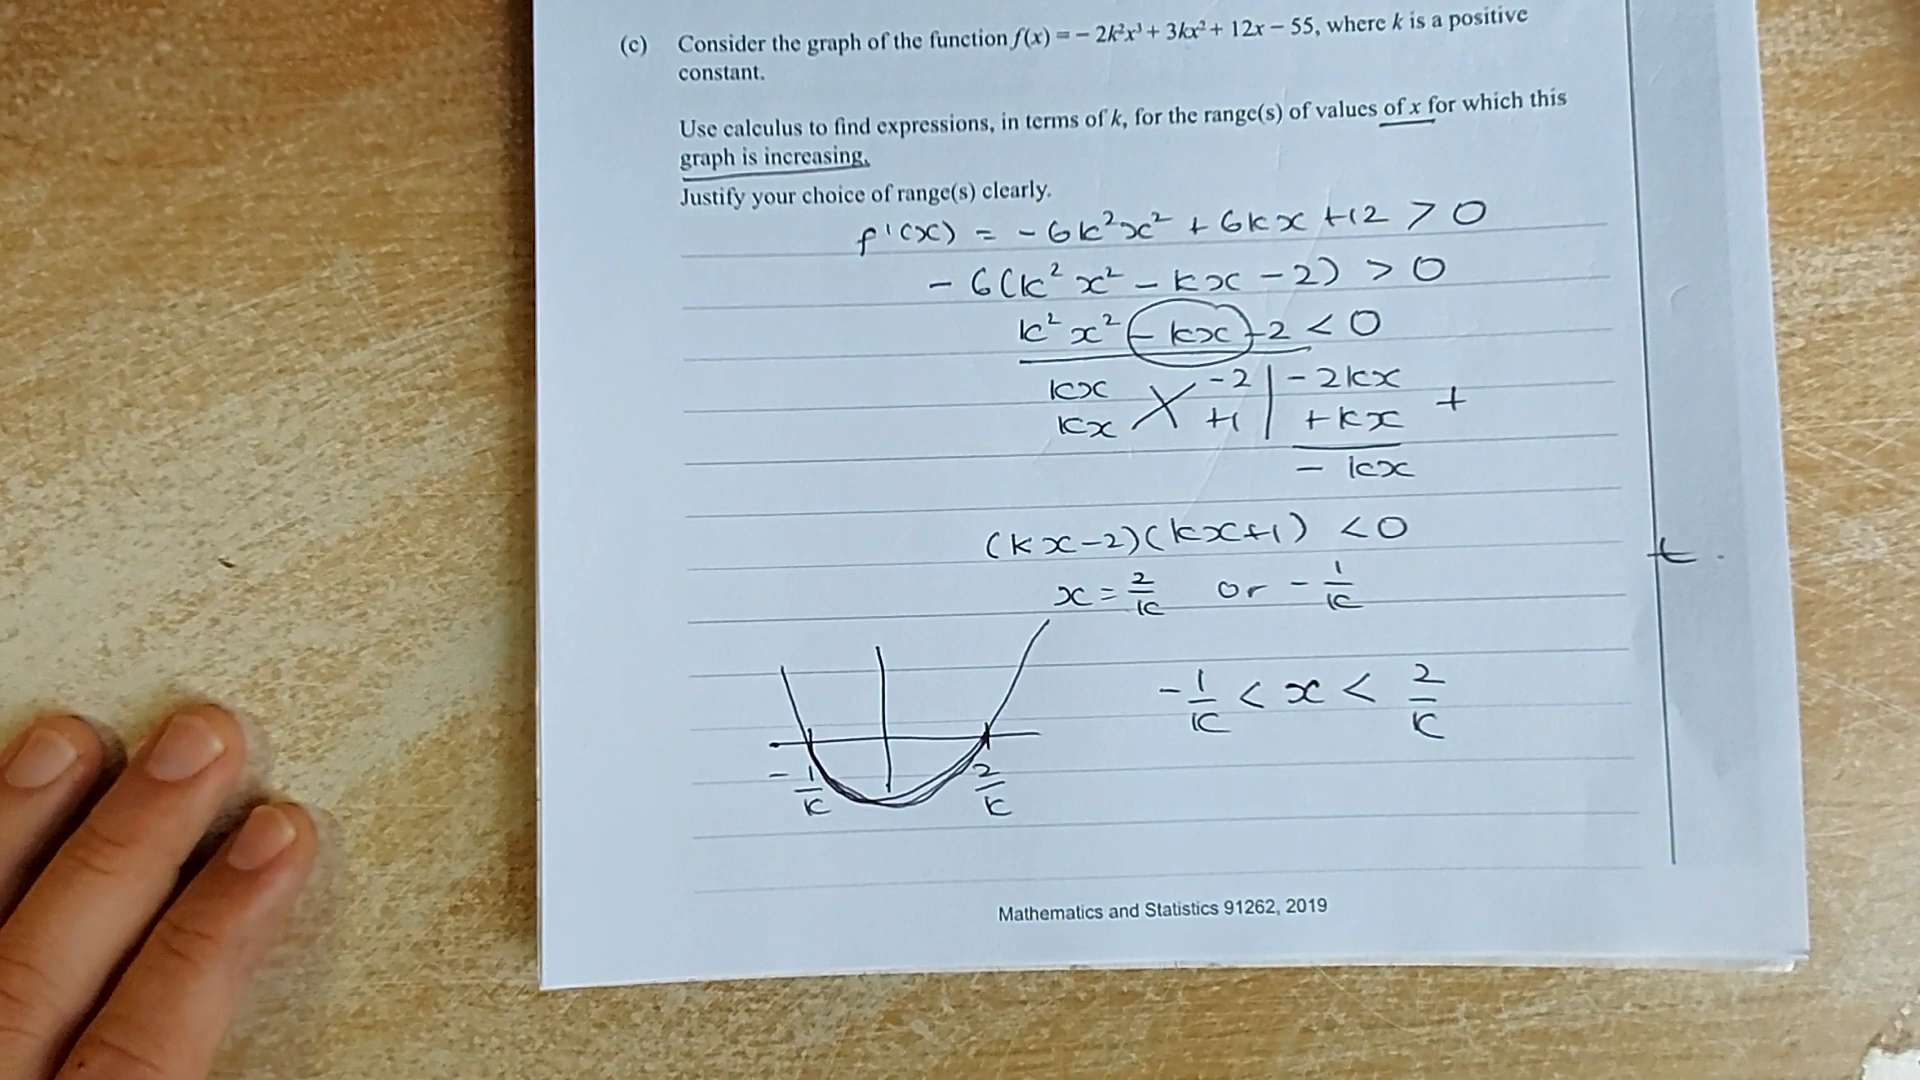 (c) Consider the graph of the function f(x) = − 2k²x³ + 3kx² + 12x − 55, where k is a positive
constant.
Use calculus to find expressions, in terms of k, for the range(s) of values of x for which this
graph is increasing.
Justify your choice of range(s) clearly.
f'(x) = − 6k²x² + 6kx + 12 > 0
− 6(k²x² − kx − 2) > 0
k²x² − kx − 2 < 0
kx −2 | − 2kx
kx +1 | + kx +
− kx
(kx−2)(kx+1) < 0
x = 2/k or − 1/k
− 1/k < x < 2/k
− 1/k 2/k
Mathematics and Statistics 91262, 2019